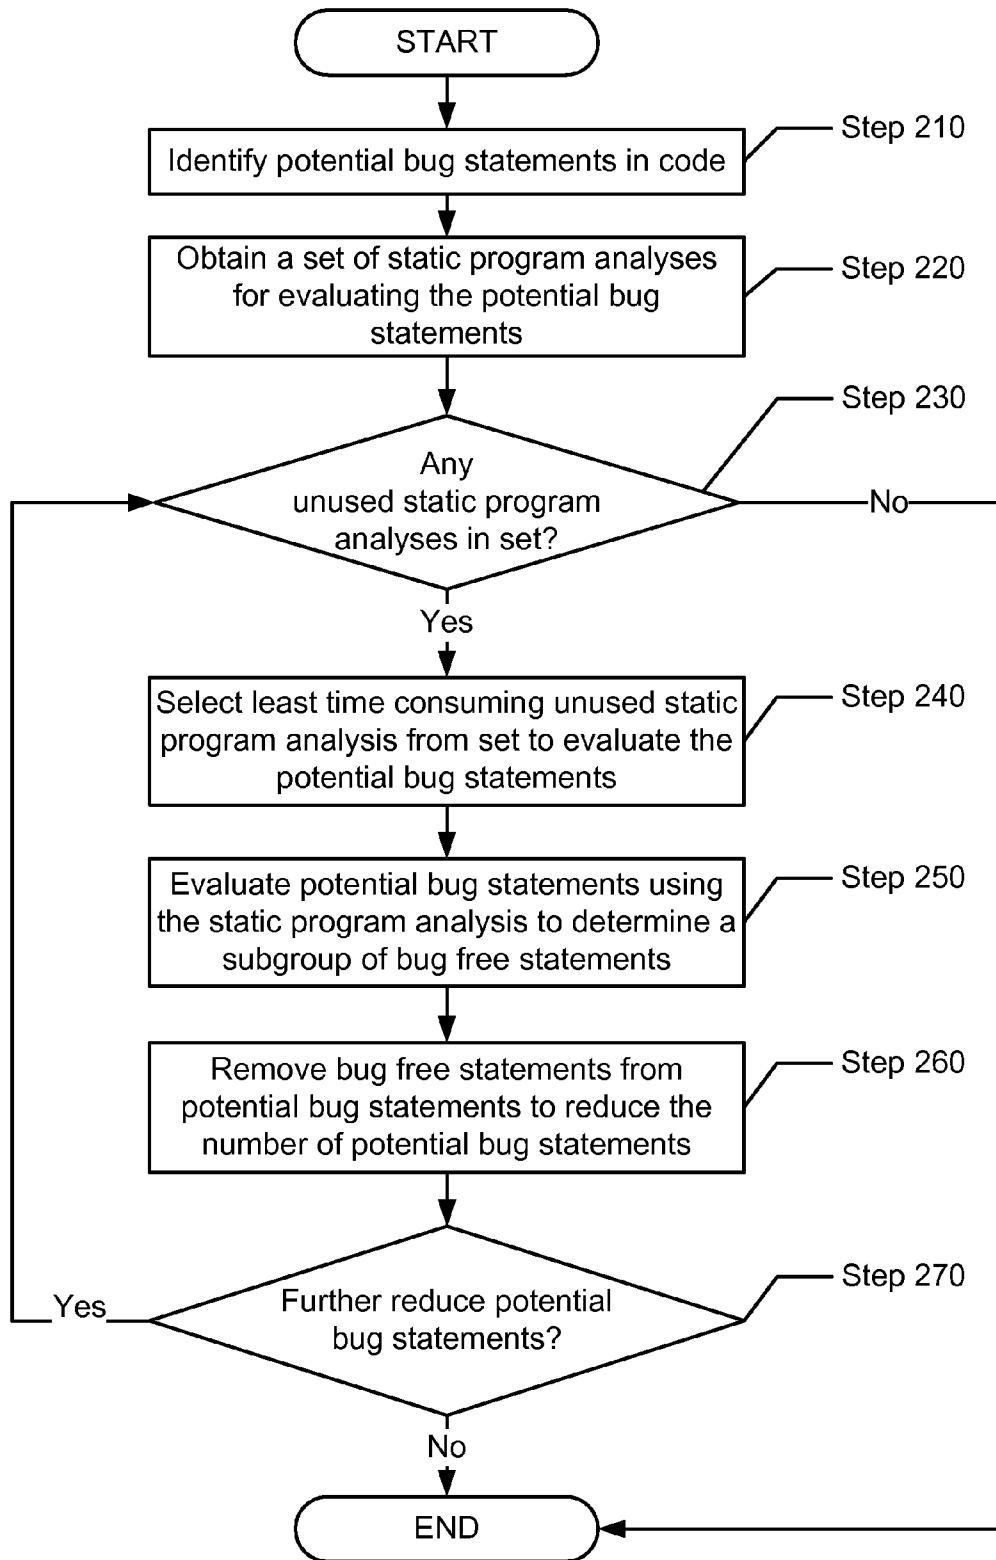 START
Step 210
Identify potential bug statements in code
Step 220
Obtain a set of static program analyses
for evaluating the potential bug
statements
Step 230
Any
unused static program
analyses in set?
No
Yes
Step 240
Select least time consuming unused static
program analysis from set to evaluate the
potential bug statements
Step 250
Evaluate potential bug statements using
the static program analysis to determine a
subgroup of bug free statements
Step 260
Remove bug free statements from
potential bug statements to reduce the
number of potential bug statements
Step 270
Further reduce potential
bug statements?
Yes
No
END